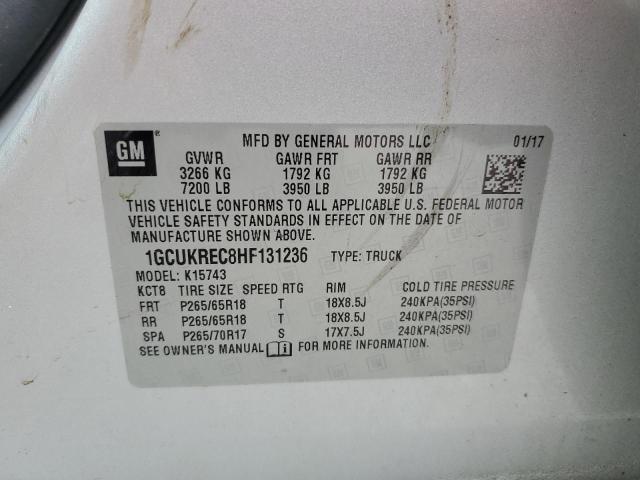 GM ® MFD BY GENERAL MOTORS LLC 01/17
GVWR GAWR FRT GAWR RR
3266 KG 1792 KG 1792 KG
7200 LB 3950 LB 3950 LB
THIS VEHICLE CONFORMS TO ALL APPLICABLE U.S. FEDERAL MOTOR
VEHICLE SAFETY STANDARDS IN EFFECT ON THE DATE OF
MANUFACTURE SHOWN ABOVE.
1GCUKREC8HF131236 TYPE: TRUCK
MODEL: K15743
KCT8 TIRE SIZE SPEED RTG RIM COLD TIRE PRESSURE
FRT P265/65R18 T 18X8.5J 240KPA(35PSI)
RR P265/65R18 T 18X8.5J 240KPA(35PSI)
SPA P265/70R17 S 17X7.5J 240KPA(35PSI)
SEE OWNER'S MANUAL i FOR MORE INFORMATION.